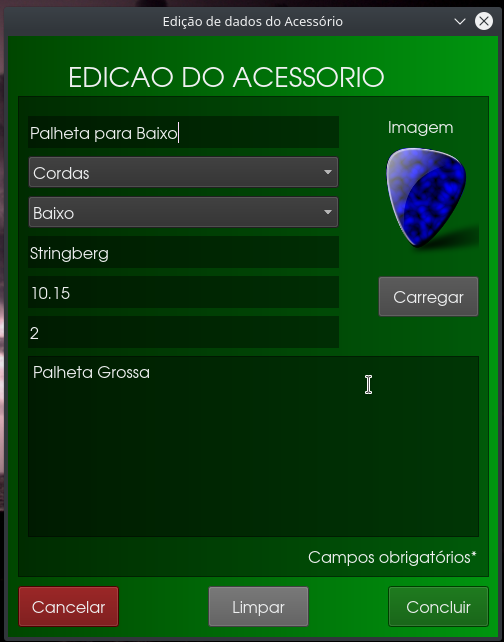 Edição de dados do Acessório
EDICAO DO ACESSORIO
Palheta para Baixo
Imagem
Cordas
Baixo
Stringberg
10.15
Carregar
2
Palheta Grossa
Campos obrigatórios*
Cancelar
Limpar
Concluir